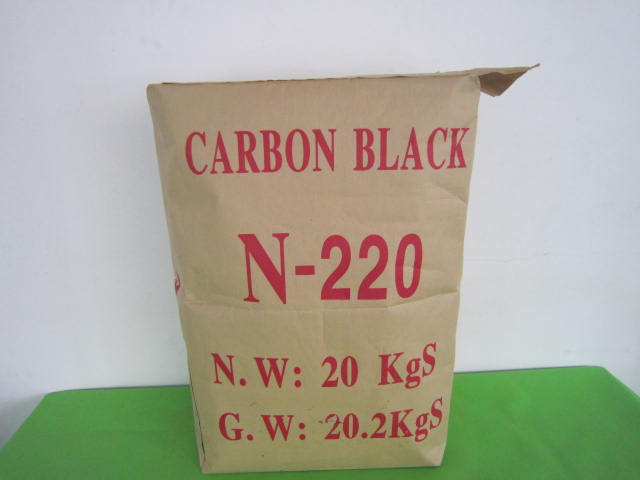 CARBON BLACK
N-220
N.W: 20 KgS
G.W: 20.2KgS